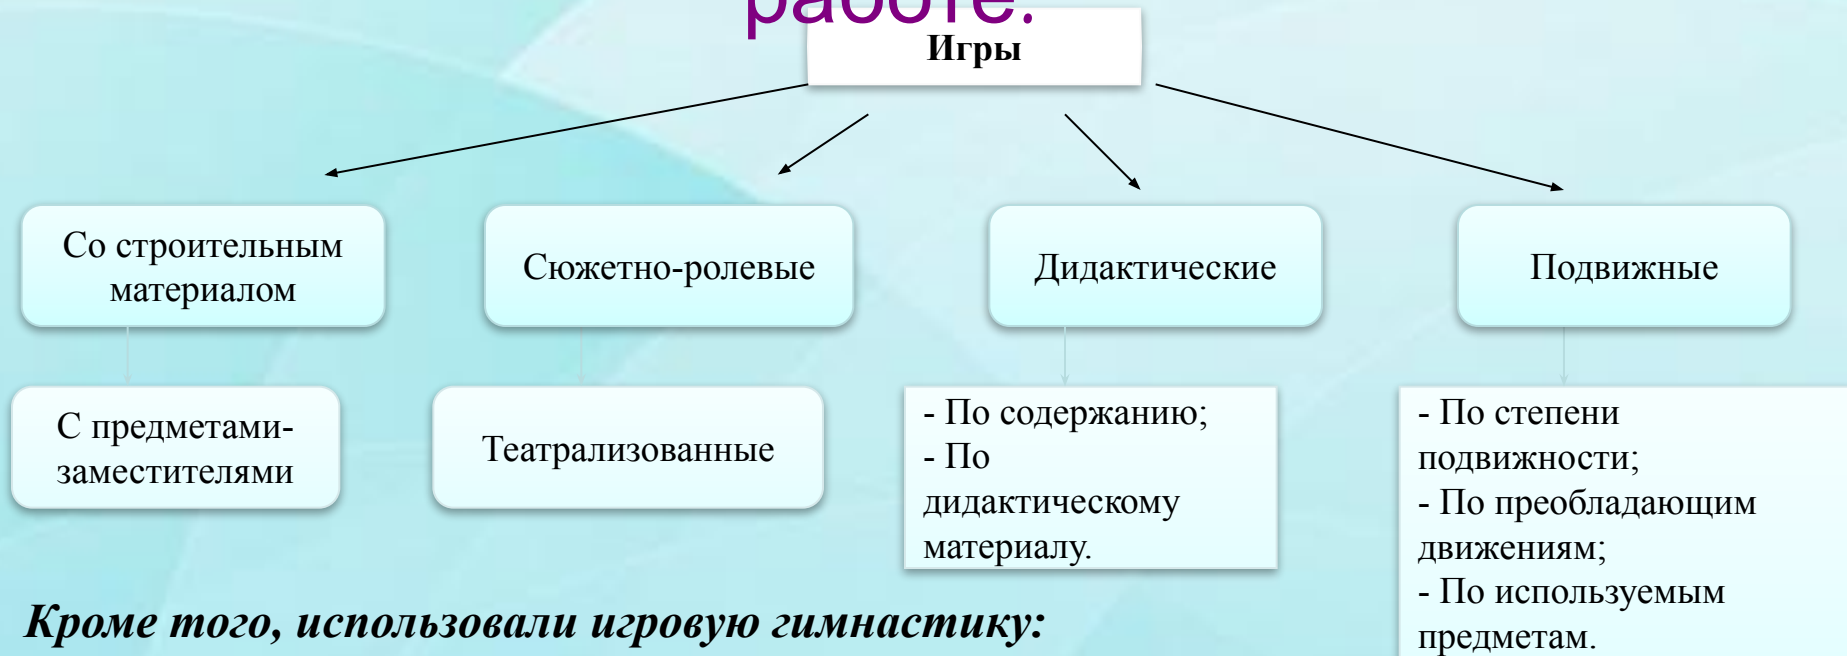 работе.
Игры
Со строительным
материалом
Сюжетно-ролевые
Дидактические
Подвижные
С предметами-
заместителями
Театрализованные
- По содержанию;
- По
дидактическому
материалу.
- По степени
подвижности;
- По преобладающим
движениям;
- По используемым
предметам.
Кроме того, использовали игровую гимнастику: